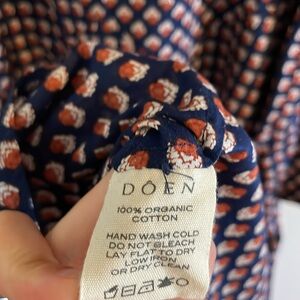 DÔEN
100% ORGANIC
COTTON
HAND WASH COLD
DO NOT BLEACH
LAY FLAT TO DRY
LOW IRON
OR DRY CLEAN